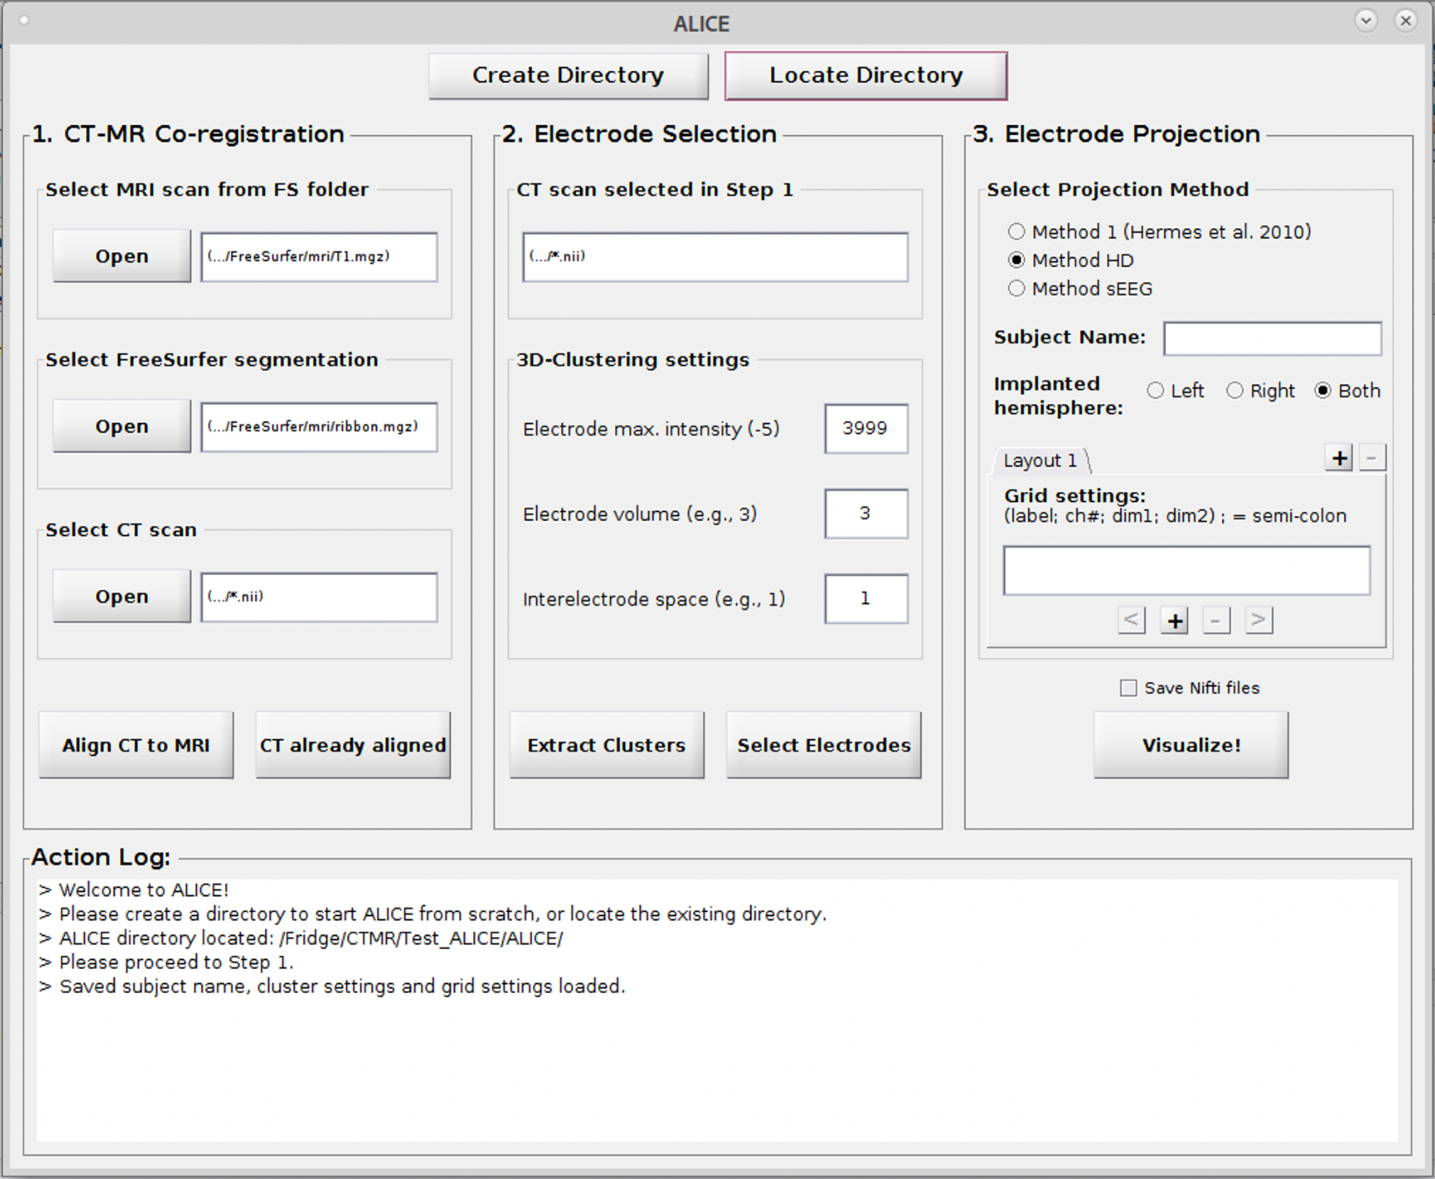 ALICE
Create Directory
Locate Directory
1. CT-MR Co-registration
Select MRI scan from FS folder
Open
(.../FreeSurfer/mri/T1.mgz)
Select FreeSurfer segmentation
Open
(.../FreeSurfer/mri/ribbon.mgz)
Select CT scan
Open
(.../*.nii)
Align CT to MRI
CT already aligned
2. Electrode Selection
CT scan selected in Step 1
(.../*.nii)
3D-Clustering settings
Electrode max. intensity (-5)
3999
Electrode volume (e.g., 3)
3
Interelectrode space (e.g., 1)
1
Extract Clusters
Select Electrodes
3. Electrode Projection
Select Projection Method
Method 1 (Hermes et al. 2010)
Method HD
Method sEEG
Subject Name:
Implanted
hemisphere:
Left
Right
Both
Layout 1
+
-
Grid settings:
(label; ch#; dim1; dim2) ; = semi-colon
<
+
-
>
Save Nifti files
Visualize!
Action Log:
> Welcome to ALICE!
> Please create a directory to start ALICE from scratch, or locate the existing directory.
> ALICE directory located: /Fridge/CTMR/Test_ALICE/ALICE/
> Please proceed to Step 1.
> Saved subject name, cluster settings and grid settings loaded.